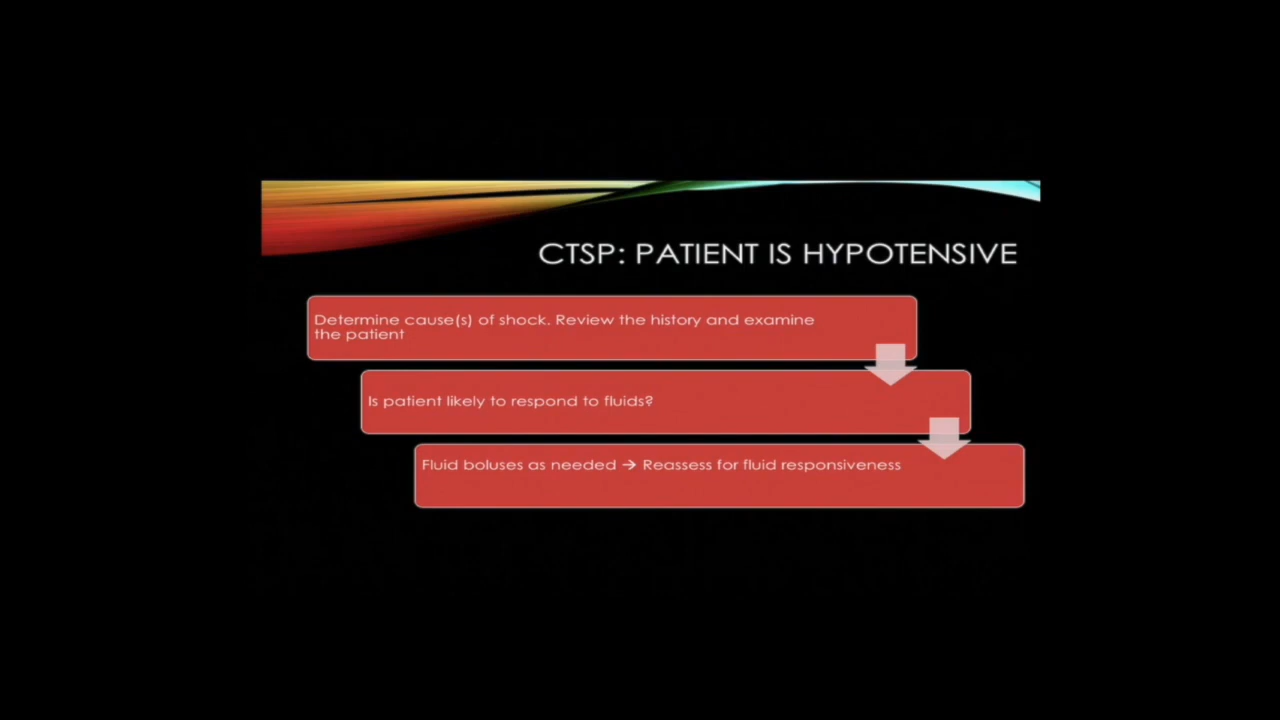 CTSP: PATIENT IS HYPOTENSIVE
Determine cause(s) of shock. Review the history and examine
the patient
Is patient likely to respond to fluids?
Fluid boluses as needed → Reassess for fluid responsiveness